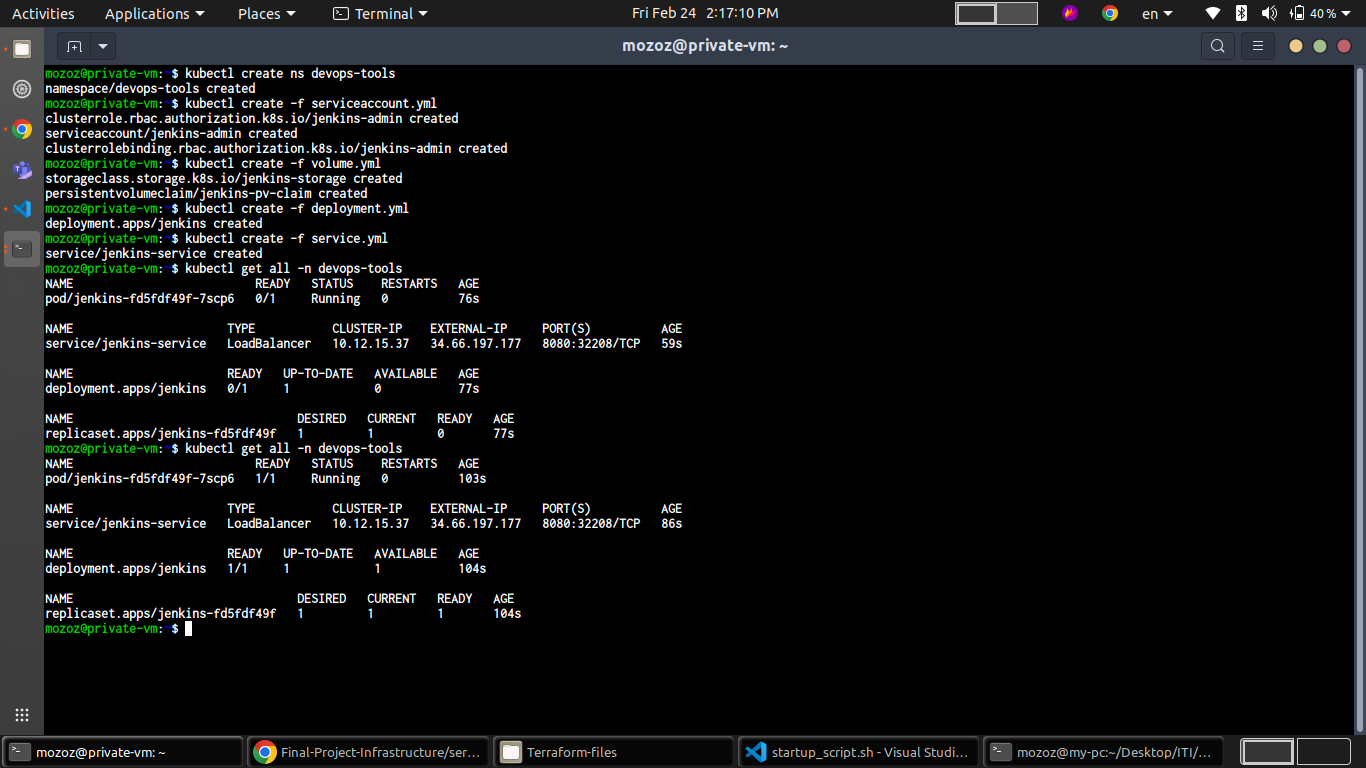 Activities Applications Places Terminal Fri Feb 24 2:17:10 PM en 40 %
mozoz@private-vm: ~
mozoz@private-vm:~$ kubectl create ns devops-tools
namespace/devops-tools created
mozoz@private-vm:~$ kubectl create -f serviceaccount.yml
clusterrole.rbac.authorization.k8s.io/jenkins-admin created
serviceaccount/jenkins-admin created
clusterrolebinding.rbac.authorization.k8s.io/jenkins-admin created
mozoz@private-vm:~$ kubectl create -f volume.yml
storageclass.storage.k8s.io/jenkins-storage created
persistentvolumeclaim/jenkins-pv-claim created
mozoz@private-vm:~$ kubectl create -f deployment.yml
deployment.apps/jenkins created
mozoz@private-vm:~$ kubectl create -f service.yml
service/jenkins-service created
mozoz@private-vm:~$ kubectl get all -n devops-tools
NAME READY STATUS RESTARTS AGE
pod/jenkins-fd5fdf49f-7scp6 0/1 Running 0 76s
NAME TYPE CLUSTER-IP EXTERNAL-IP PORT(S) AGE
service/jenkins-service LoadBalancer 10.12.15.37 34.66.197.177 8080:32208/TCP 59s
NAME READY UP-TO-DATE AVAILABLE AGE
deployment.apps/jenkins 0/1 1 0 77s
NAME DESIRED CURRENT READY AGE
replicaset.apps/jenkins-fd5fdf49f 1 1 0 77s
mozoz@private-vm:~$ kubectl get all -n devops-tools
NAME READY STATUS RESTARTS AGE
pod/jenkins-fd5fdf49f-7scp6 1/1 Running 0 103s
NAME TYPE CLUSTER-IP EXTERNAL-IP PORT(S) AGE
service/jenkins-service LoadBalancer 10.12.15.37 34.66.197.177 8080:32208/TCP 86s
NAME READY UP-TO-DATE AVAILABLE AGE
deployment.apps/jenkins 1/1 1 1 104s
NAME DESIRED CURRENT READY AGE
replicaset.apps/jenkins-fd5fdf49f 1 1 1 104s
mozoz@private-vm:~$
mozoz@private-vm: ~ Final-Project-Infrastructure/ser... Terraform-files startup_script.sh - Visual Studi... mozoz@my-pc:~/Desktop/ITI/...